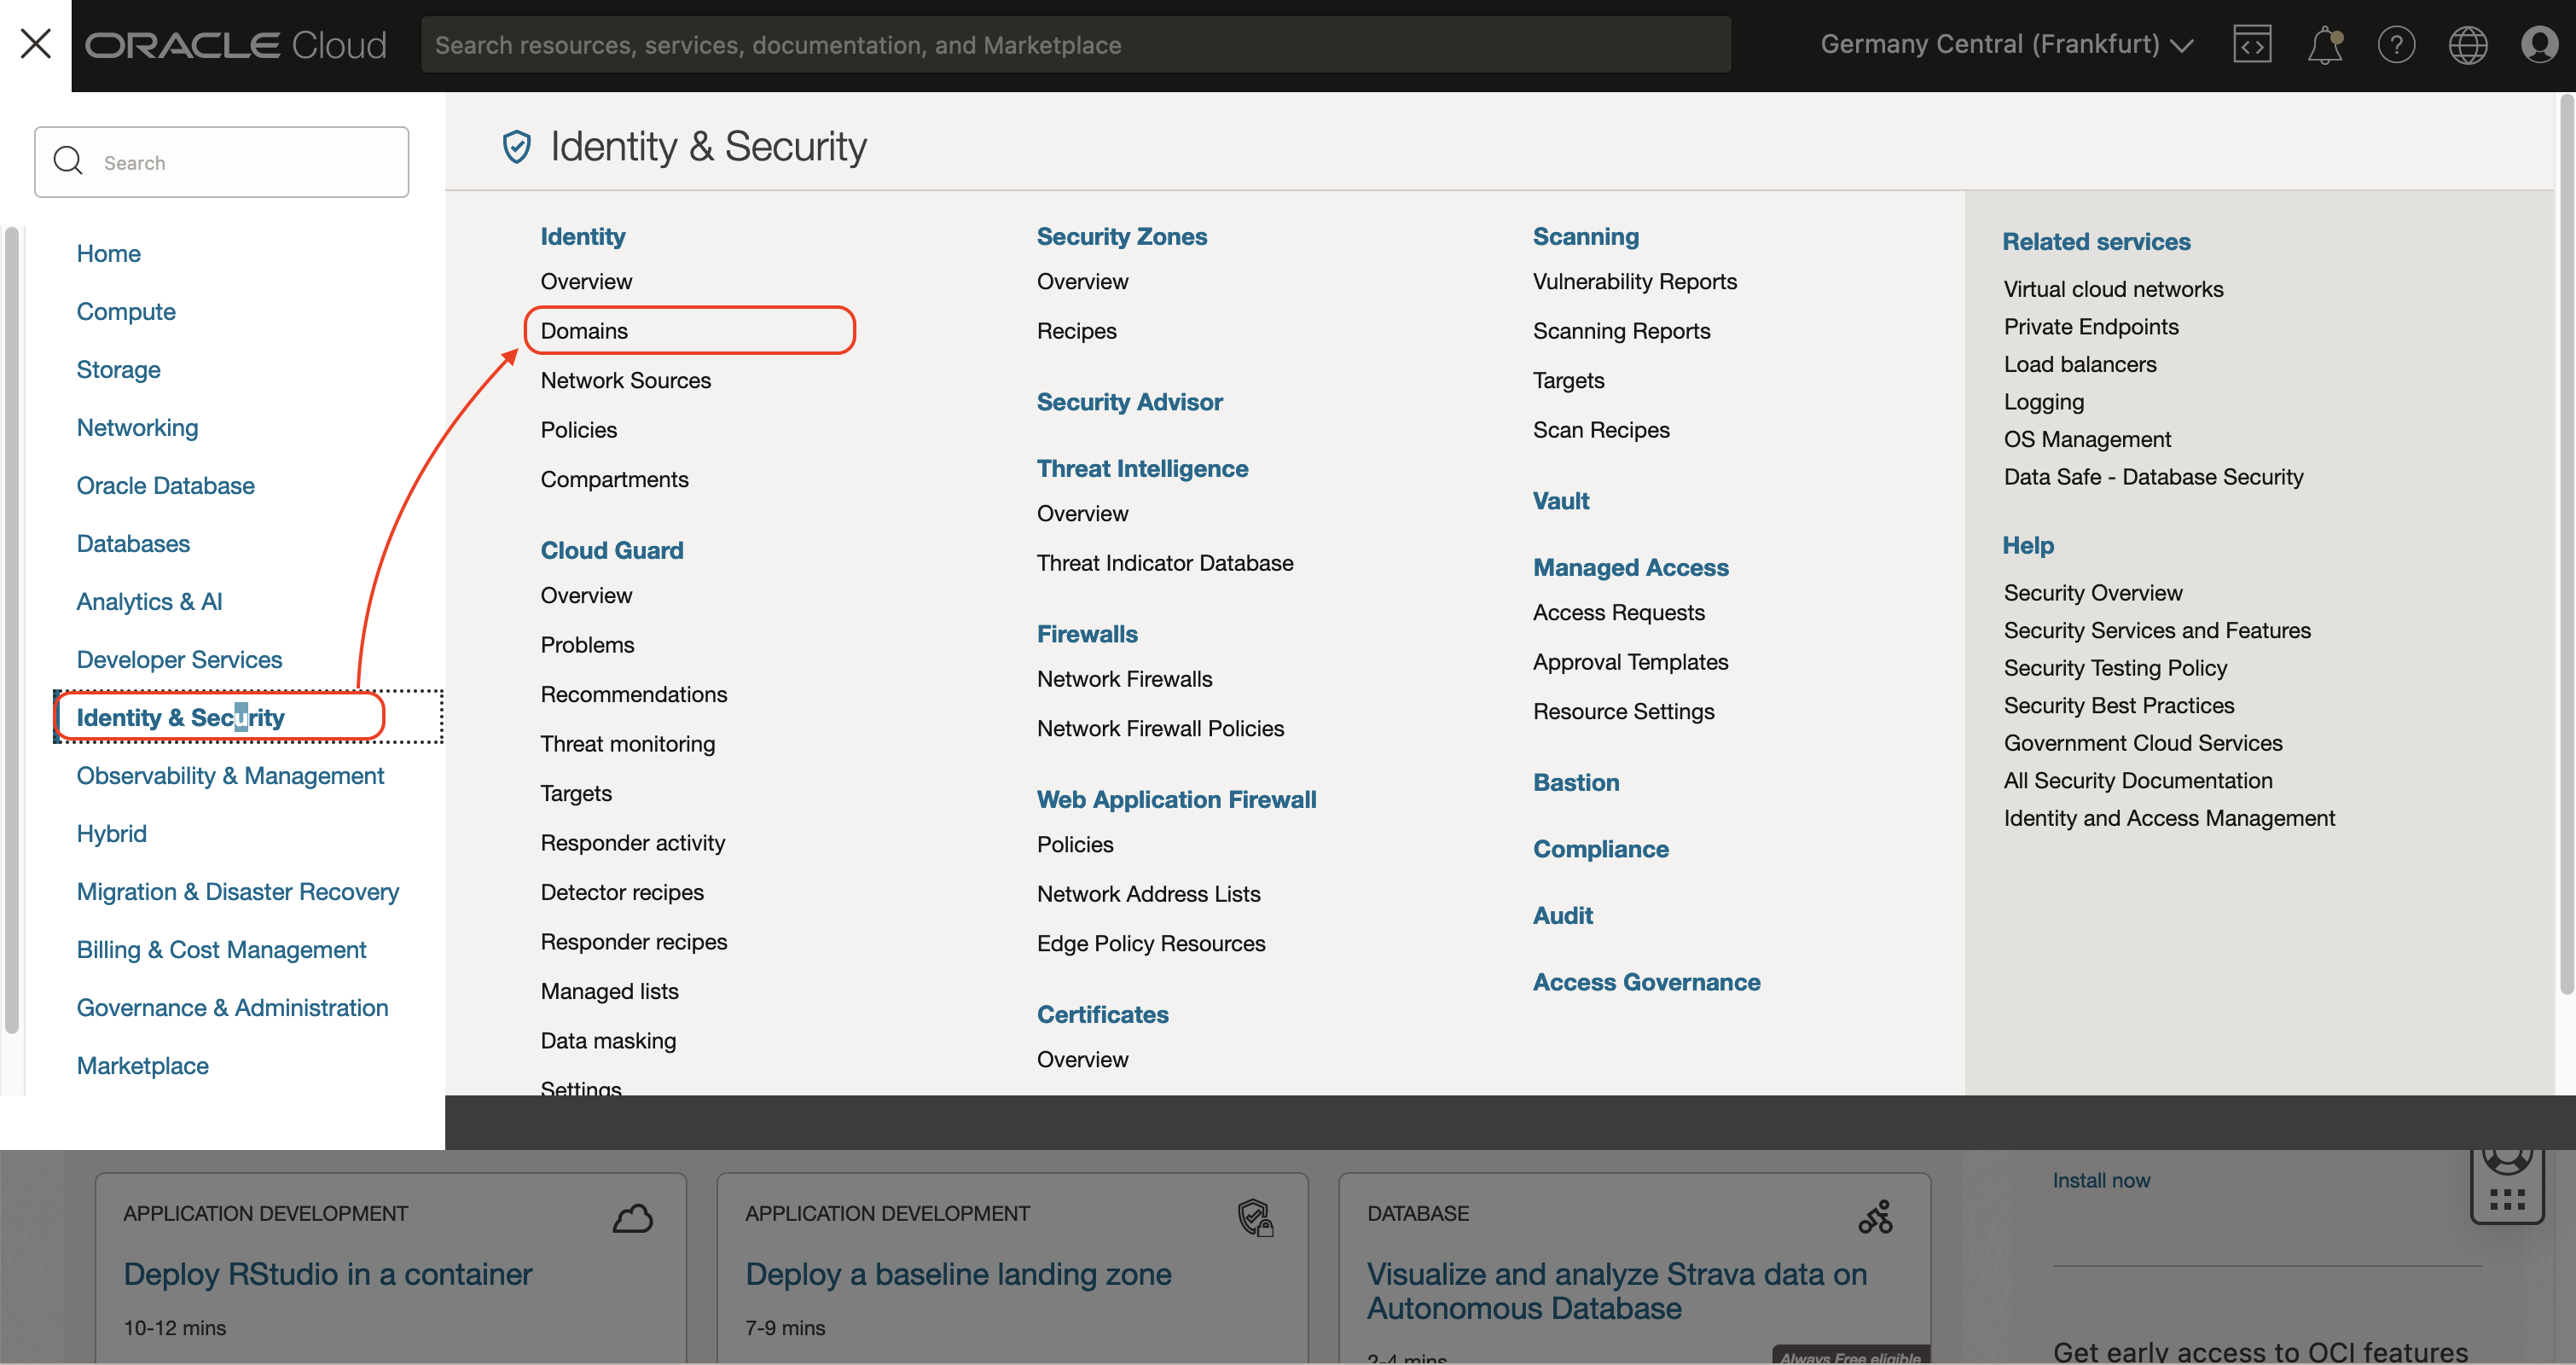 ORACLE Cloud
Search resources, services, documentation, and Marketplace
Germany Central (Frankfurt)
Search
Home
Compute
Storage
Networking
Oracle Database
Databases
Analytics & AI
Developer Services
Identity & Security
Observability & Management
Hybrid
Migration & Disaster Recovery
Billing & Cost Management
Governance & Administration
Marketplace
Identity & Security
Identity
Overview
Domains
Network Sources
Policies
Compartments
Cloud Guard
Overview
Problems
Recommendations
Threat monitoring
Targets
Responder activity
Detector recipes
Responder recipes
Managed lists
Data masking
Settings
Security Zones
Overview
Recipes
Security Advisor
Threat Intelligence
Overview
Threat Indicator Database
Firewalls
Network Firewalls
Network Firewall Policies
Web Application Firewall
Policies
Network Address Lists
Edge Policy Resources
Certificates
Overview
Scanning
Vulnerability Reports
Scanning Reports
Targets
Scan Recipes
Vault
Managed Access
Access Requests
Approval Templates
Resource Settings
Bastion
Compliance
Audit
Access Governance
Related services
Virtual cloud networks
Private Endpoints
Load balancers
Logging
OS Management
Data Safe - Database Security
Help
Security Overview
Security Services and Features
Security Testing Policy
Security Best Practices
Government Cloud Services
All Security Documentation
Identity and Access Management
APPLICATION DEVELOPMENT
Deploy RStudio in a container
10-12 mins
APPLICATION DEVELOPMENT
Deploy a baseline landing zone
7-9 mins
DATABASE
Visualize and analyze Strava data on
Autonomous Database
2-4 mins
Always Free eligible
Install now
Get early access to OCI features